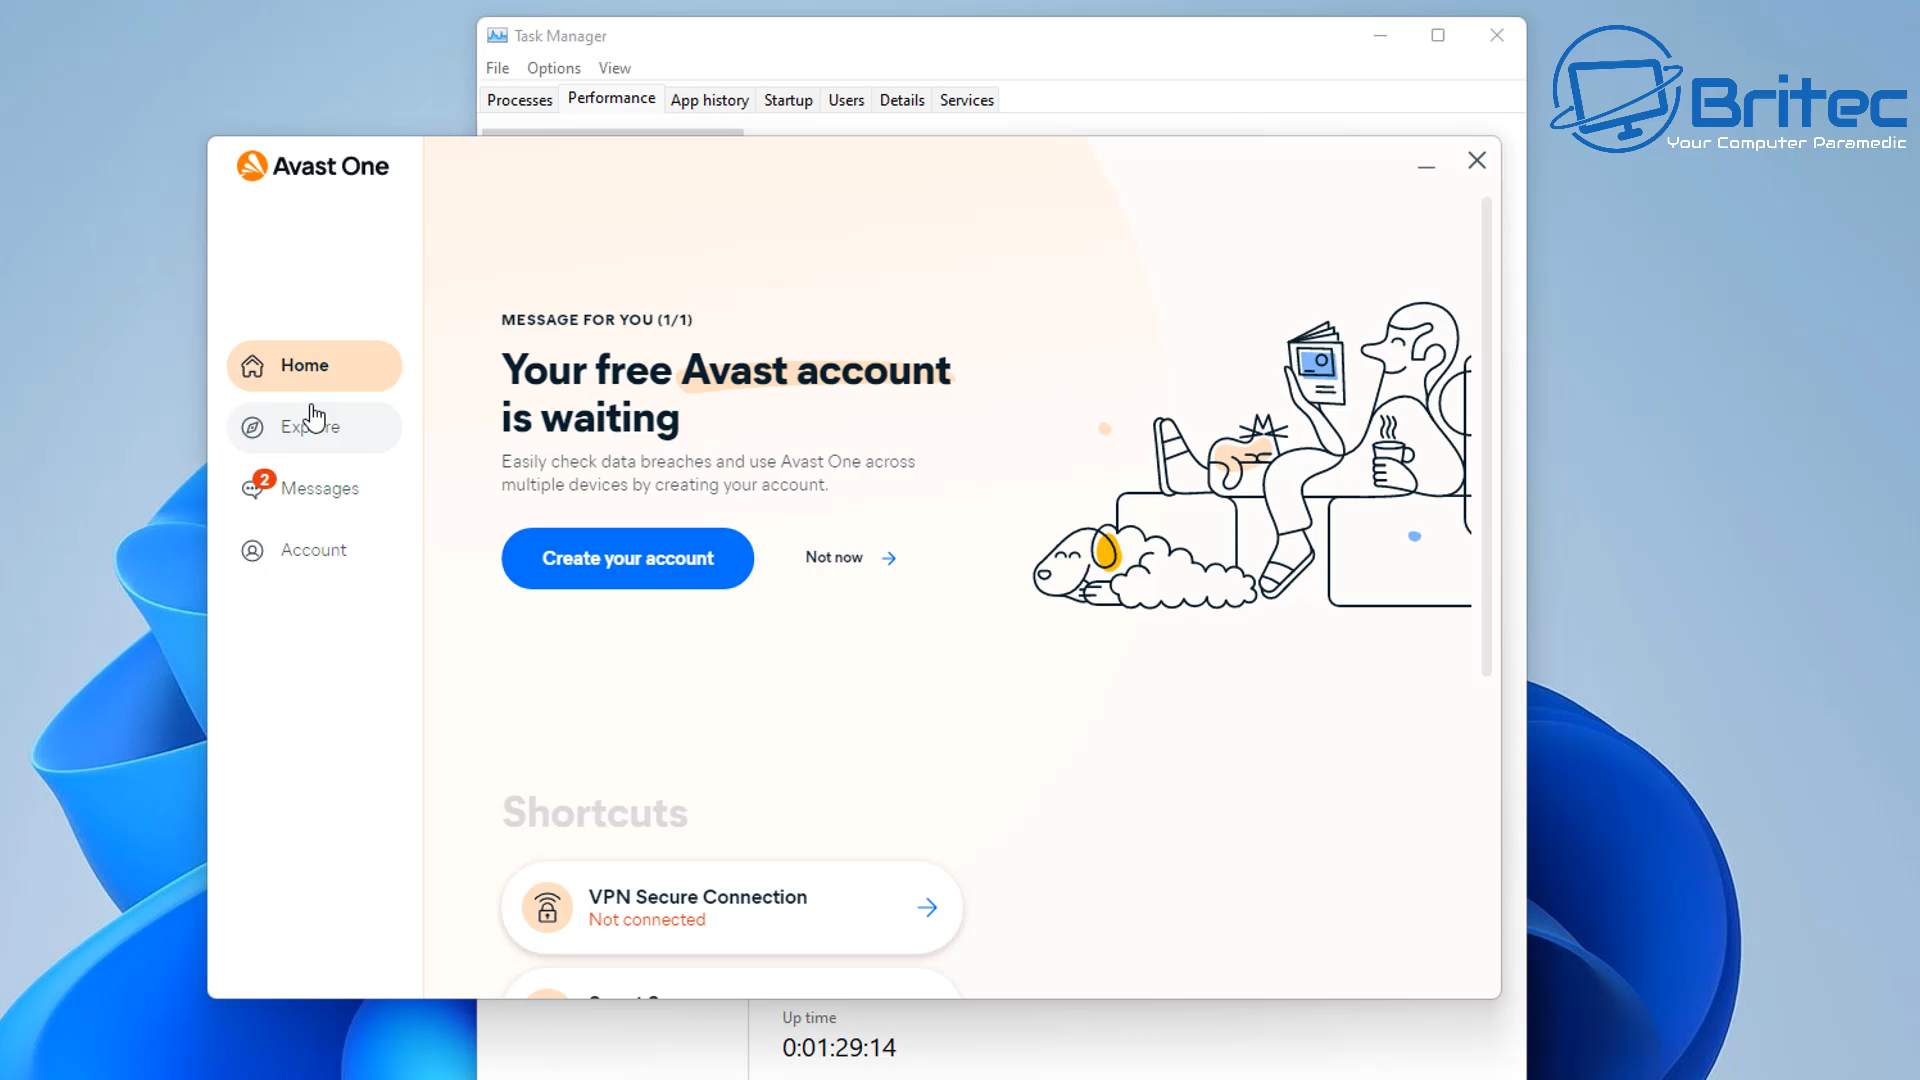 Task Manager
File Options View
Processes Performance App history Startup Users Details Services
Britec
Your Computer Paramedic
Avast One
Home
Messages
2
Account
MESSAGE FOR YOU (1/1)
Your free Avast account
is waiting
Easily check data breaches and use Avast One across
multiple devices by creating your account.
Create your account
Not now
Shortcuts
VPN Secure Connection
Not connected
Up time
0:01:29:14